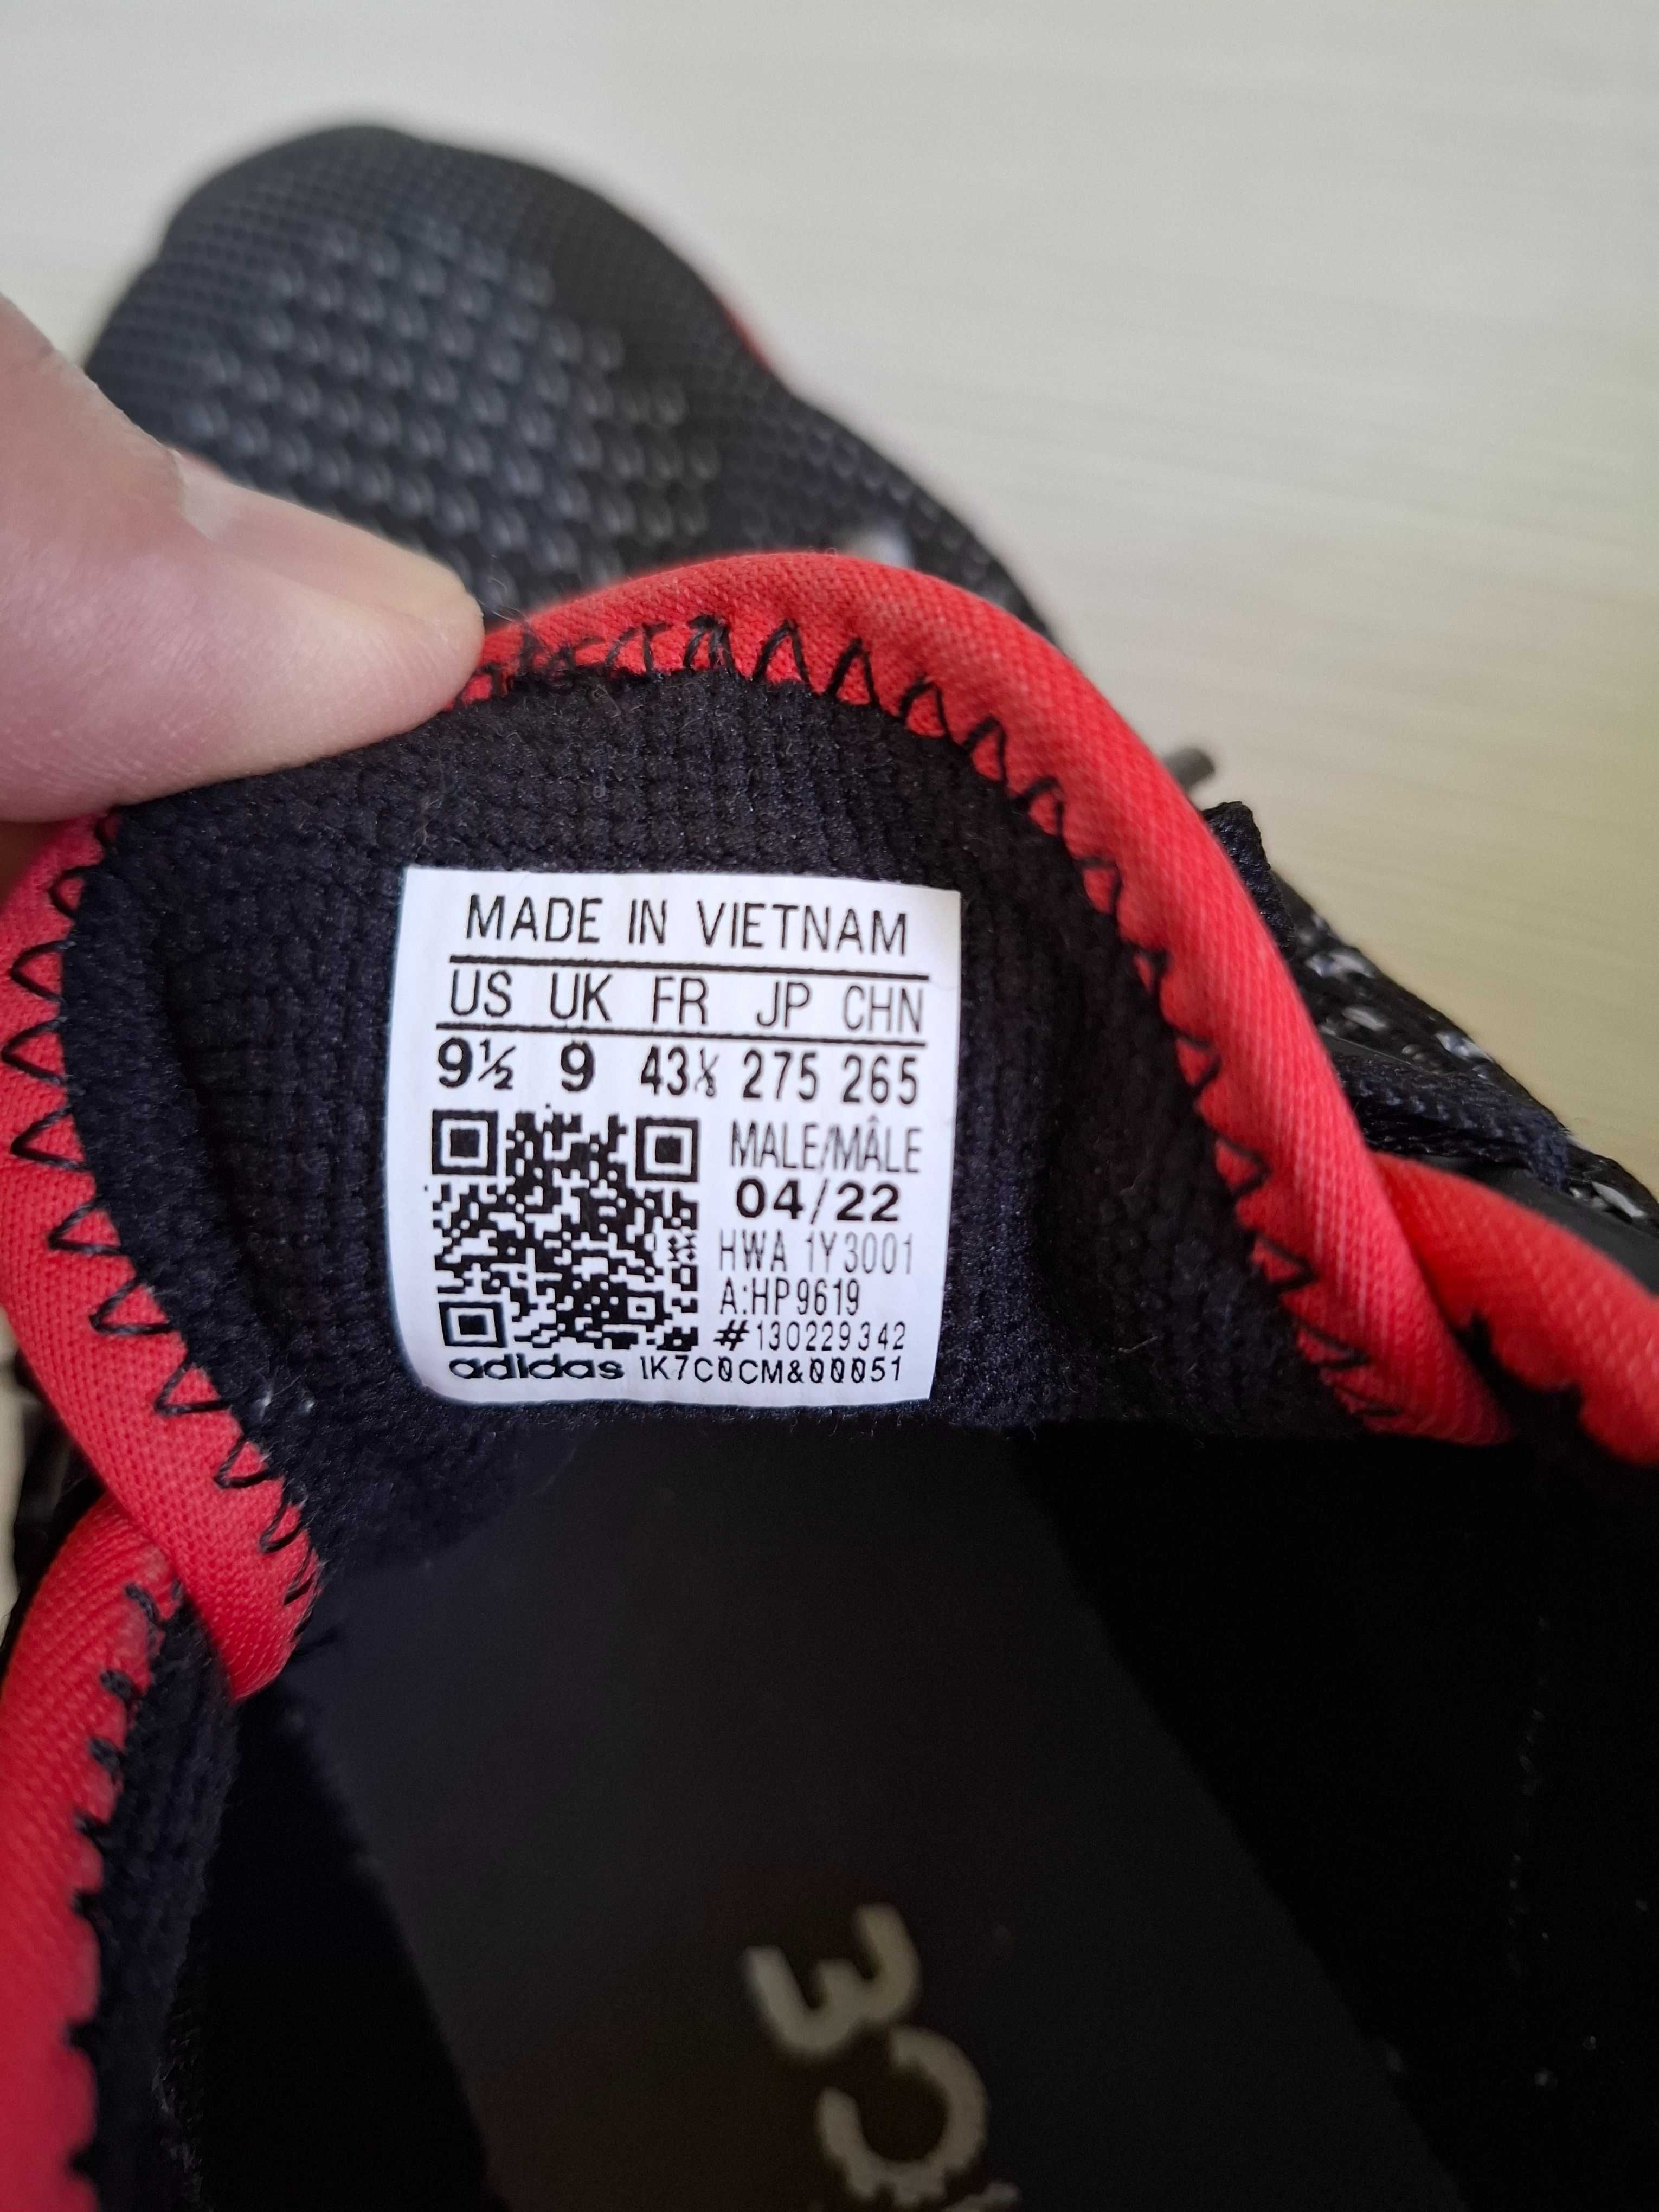 MADE IN VIETNAM
US UK FR JP CHN
9½ 9 43⅓ 275 265
MALE/MÂLE
04/22
HWA 1Y3001
A:HP9619
#130229342
adidas 1K7C0CM&00051